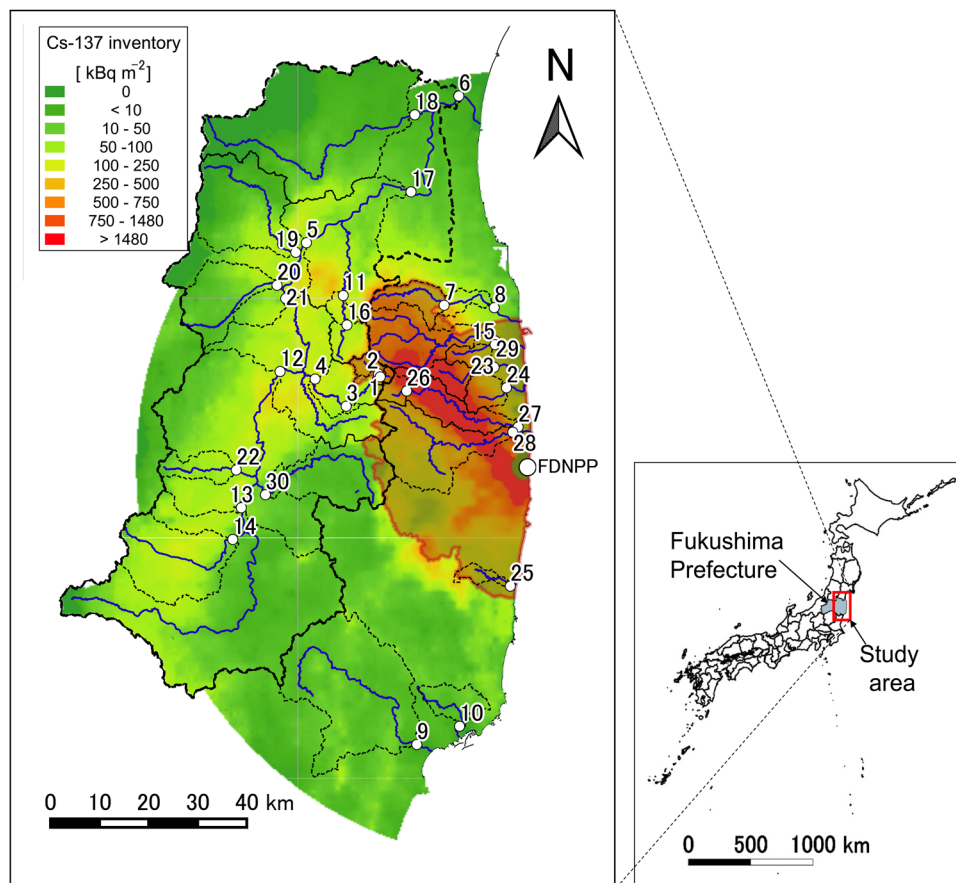 Cs-137 inventory
[ kBq m⁻² ]
0
< 10
10 - 50
50 -100
100 - 250
250 - 500
500 - 750
750 - 1480
> 1480
N
6
18
17
5
19
20
21
11
16
7
8
15
29
23
24
12
4
2
1
3
26
27
28
FDNPP
22
30
13
14
25
10
9
0 10 20 30 40 km
Fukushima
Prefecture
Study
area
0 500 1000 km